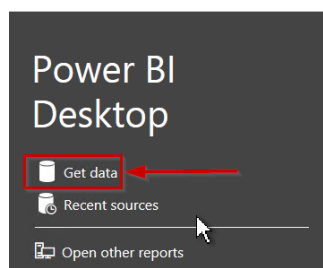 Power BI
Desktop
Get data
Recent sources
Open other reports